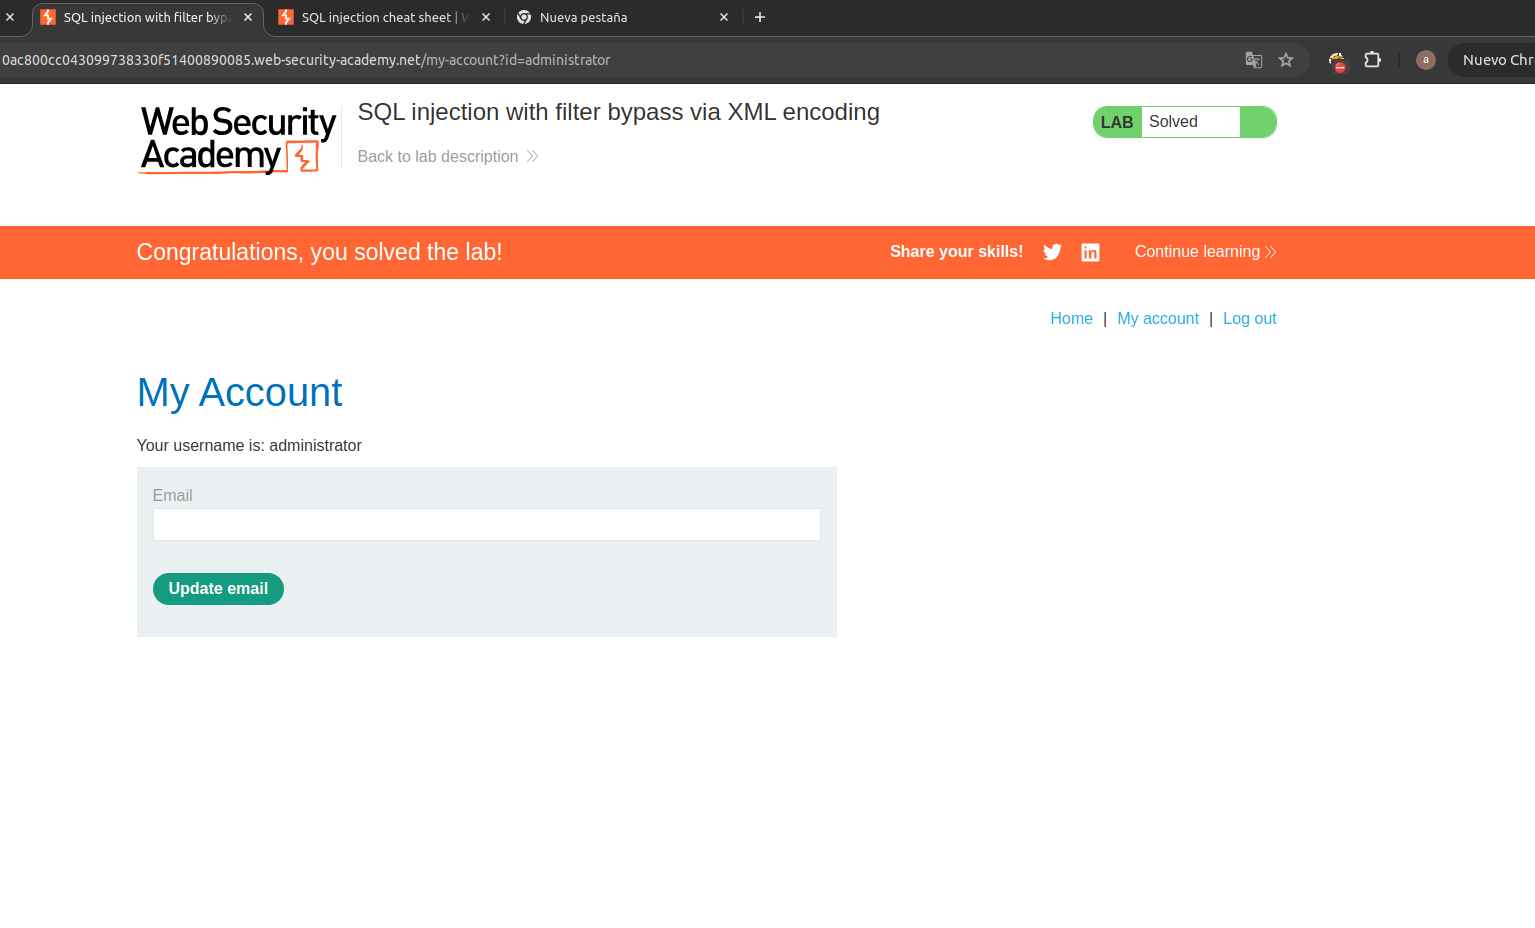 SQL injection with filter byp
SQL injection cheat sheet |
Nueva pestaña
0ac800cc043099738330f51400890085.web-security-academy.net/my-account?id=administrator
a
Nuevo Chr
WebSecurity
Academy
SQL injection with filter bypass via XML encoding
Back to lab description
LAB
Solved
Congratulations, you solved the lab!
Share your skills!
Continue learning
Home | My account | Log out
My Account
Your username is: administrator
Email
Update email